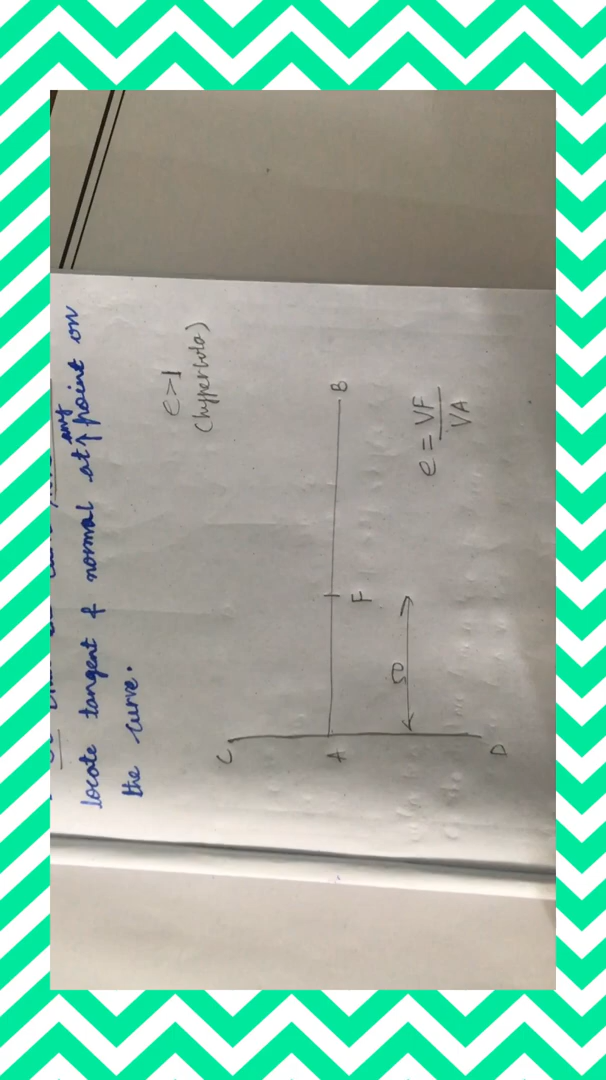 locate tangent & normal at ↑ any point on
the curve.
e>1
(hyperbola)
C
A
F
B
50
D
e = VF
VA